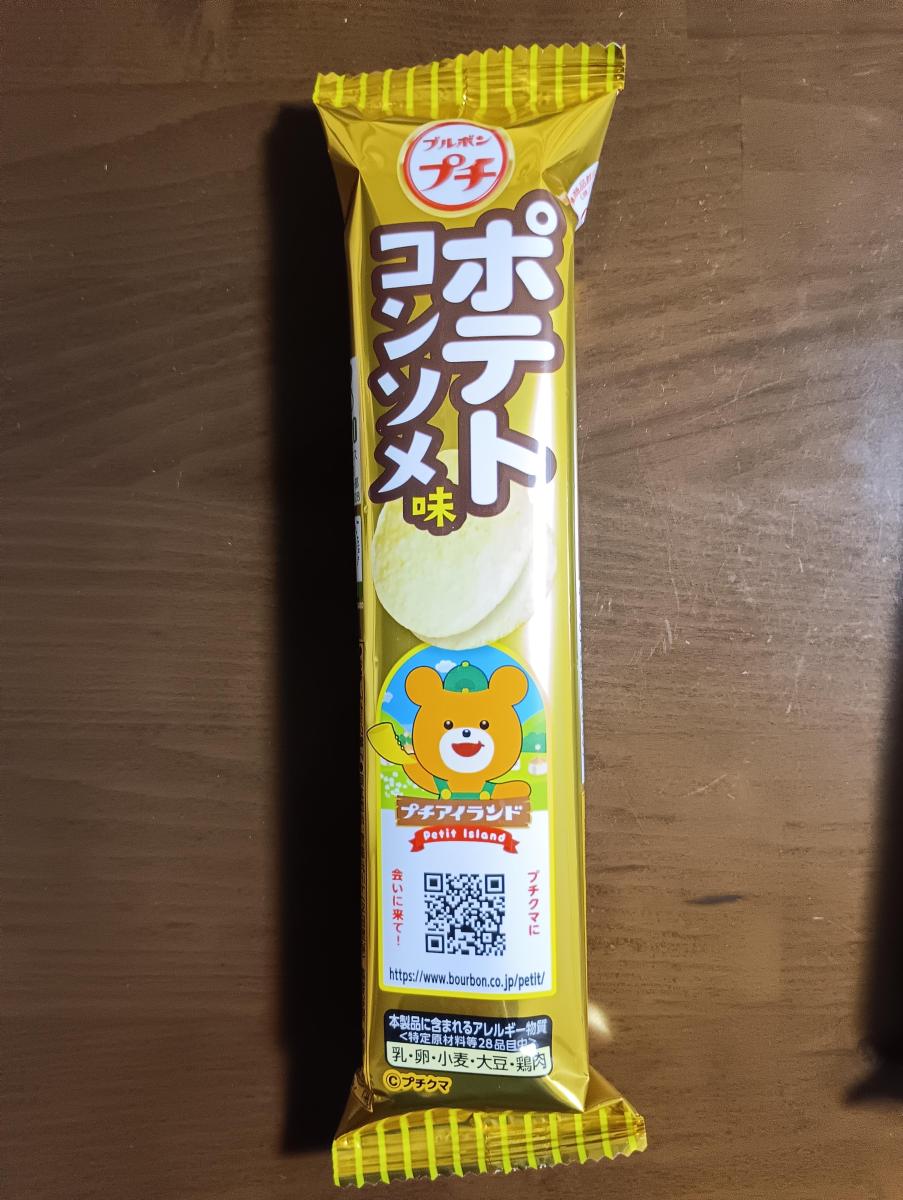 ブルボン
プチ
ポテト
コンソメ味
プチアイランド
Petit Island
プチクマに
会いに来て!
https://www.bourbon.co.jp/petit/
本製品に含まれるアレルギー物質
<特定原材料等28品目中>
乳・卵・小麦・大豆・鶏肉
©プチクマ